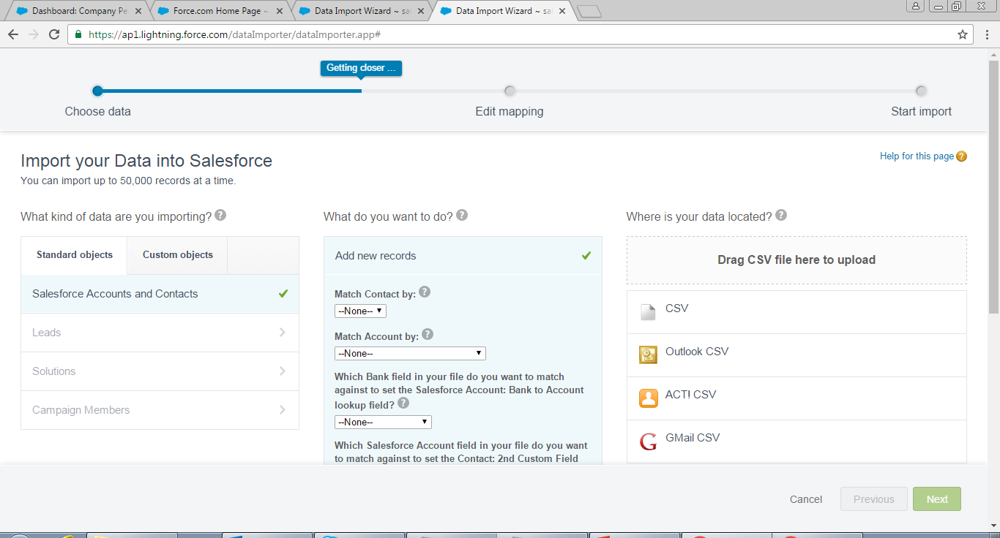 Dashboard: Company Pe
Force.com Home Page ~
Data Import Wizard ~ sal
Data Import Wizard ~ sal
https://ap1.lightning.force.com/dataImporter/dataImporter.app#
Getting closer ...
Choose data
Edit mapping
Start import
Import your Data into Salesforce
Help for this page ?
You can import up to 50,000 records at a time.
What kind of data are you importing? ?
Standard objects
Custom objects
Salesforce Accounts and Contacts
Leads
Solutions
Campaign Members
What do you want to do? ?
Add new records
Match Contact by: ?
--None--
Match Account by: ?
--None--
Which Bank field in your file do you want to match
against to set the Salesforce Account: Bank to Account
lookup field? ?
--None--
Which Salesforce Account field in your file do you want
to match against to set the Contact: 2nd Custom Field
Where is your data located? ?
Drag CSV file here to upload
CSV
Outlook CSV
ACT! CSV
GMail CSV
Cancel
Previous
Next